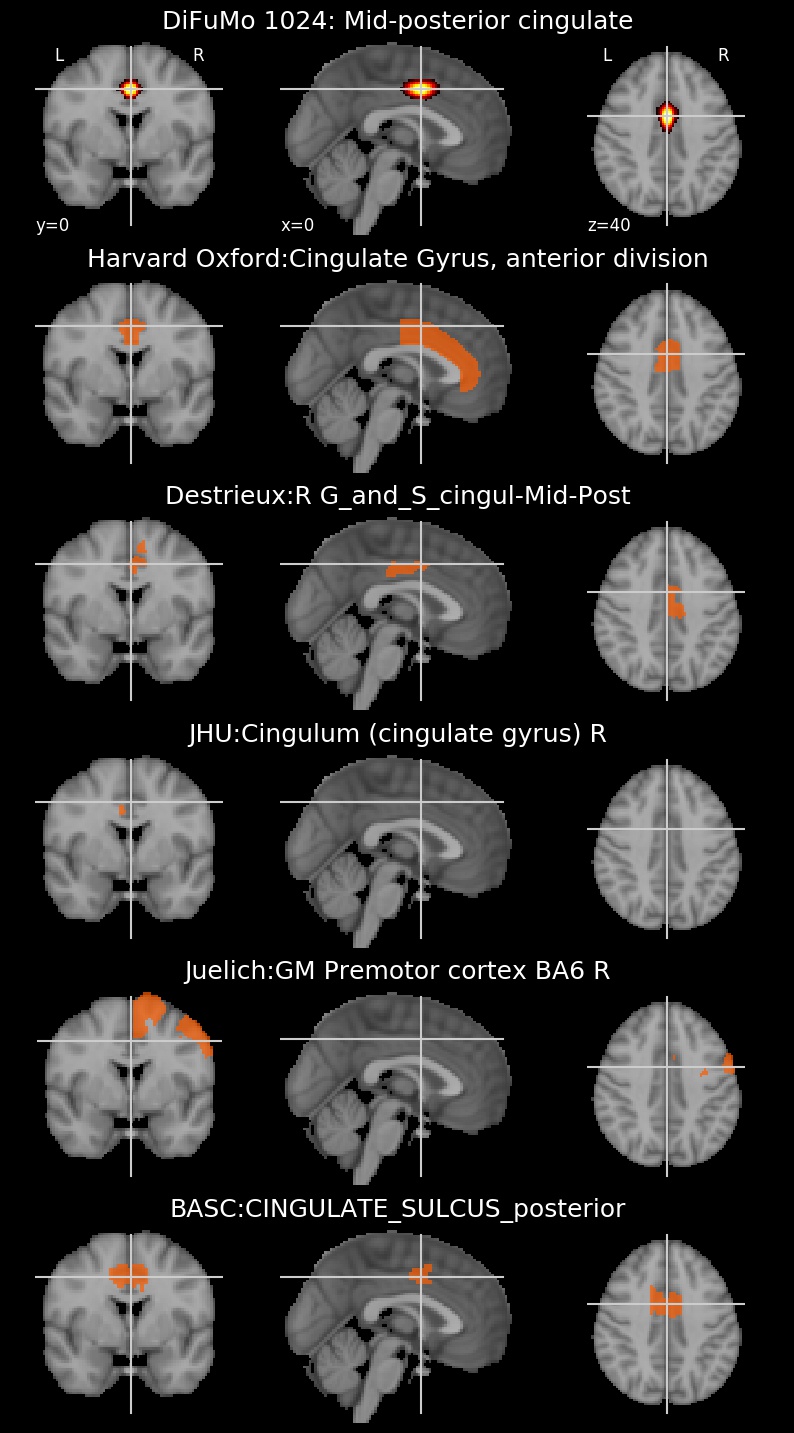 DiFuMo 1024: Mid-posterior cingulate
L R L R
y=0 x=0 z=40
Harvard Oxford:Cingulate Gyrus, anterior division
Destrieux:R G_and_S_cingul-Mid-Post
JHU:Cingulum (cingulate gyrus) R
Juelich:GM Premotor cortex BA6 R
BASC:CINGULATE_SULCUS_posterior